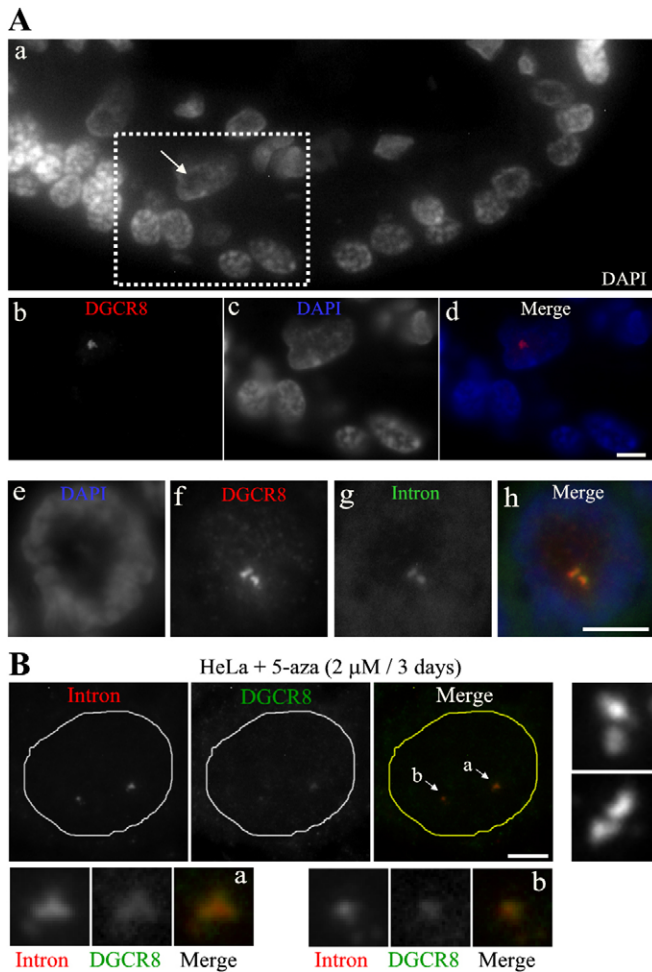 A
a
DAPI
b DGCR8 c DAPI d Merge
e DAPI f DGCR8 g Intron h Merge
B
HeLa + 5-aza (2 μM / 3 days)
Intron DGCR8 Merge
b a
a b
Intron DGCR8 Merge Intron DGCR8 Merge